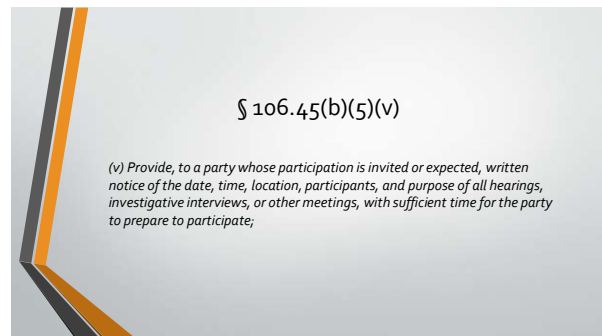 § 106.45(b)(5)(v)
(v) Provide, to a party whose participation is invited or expected, written
notice of the date, time, location, participants, and purpose of all hearings,
investigative interviews, or other meetings, with sufficient time for the party
to prepare to participate;